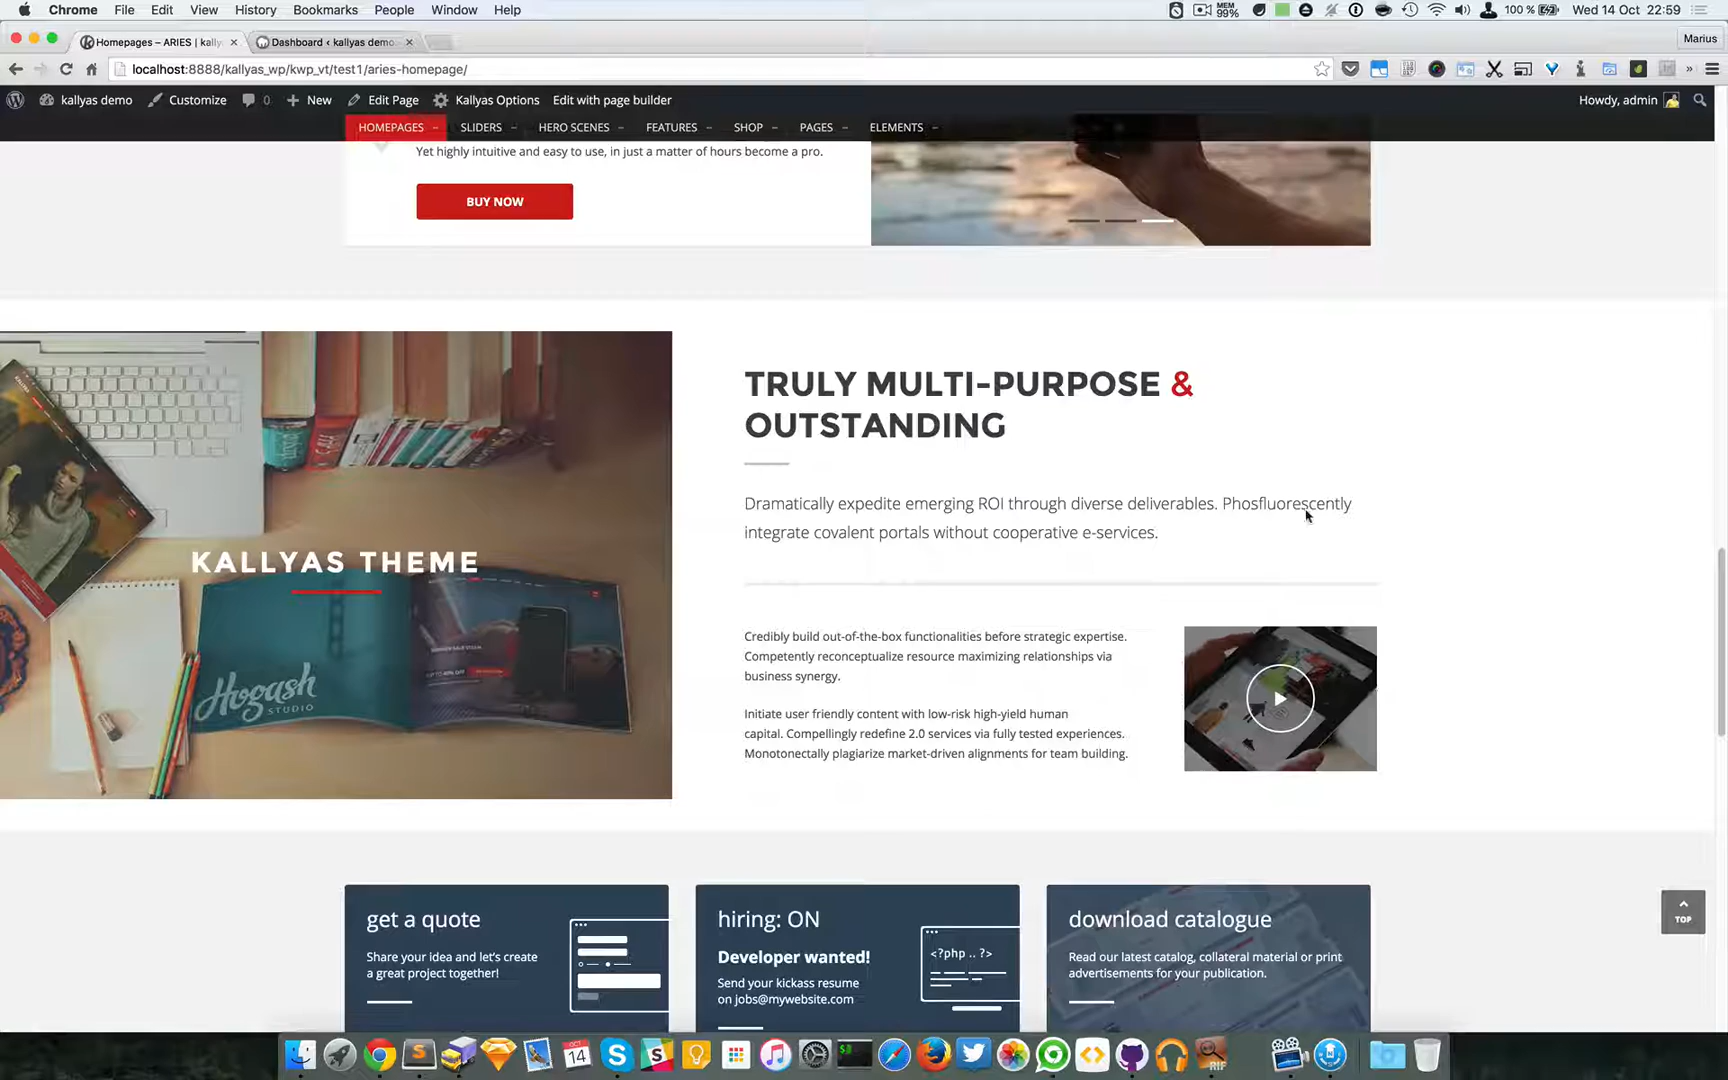 Chrome File Edit View History Bookmarks People Window Help MEM 99% 100 % Wed 14 Oct 22:59
Homepages – ARIES | kally Dashboard ‹ kallyas demo Marius
localhost:8888/kallyas_wp/kwp_vt/test1/aries-homepage/
kallyas demo Customize 0 New Edit Page Kallyas Options Edit with page builder Howdy, admin
HOMEPAGES SLIDERS HERO SCENES FEATURES SHOP PAGES ELEMENTS
Yet highly intuitive and easy to use, in just a matter of hours become a pro.
BUY NOW
KALLYAS THEME
Hogash
STUDIO
TRULY MULTI-PURPOSE &
OUTSTANDING
Dramatically expedite emerging ROI through diverse deliverables. Phosfluorescently
integrate covalent portals without cooperative e-services.
Credibly build out-of-the-box functionalities before strategic expertise.
Competently reconceptualize resource maximizing relationships via
business synergy.
Initiate user friendly content with low-risk high-yield human
capital. Compellingly redefine 2.0 services via fully tested experiences.
Monotonectally plagiarize market-driven alignments for team building.
get a quote
Share your idea and let's create
a great project together!
hiring: ON
Developer wanted!
Send your kickass resume
on jobs@mywebsite.com
<?php .. ?>
download catalogue
Read our latest catalog, collateral material or print
advertisements for your publication.
TOP
OCT
14
RIF